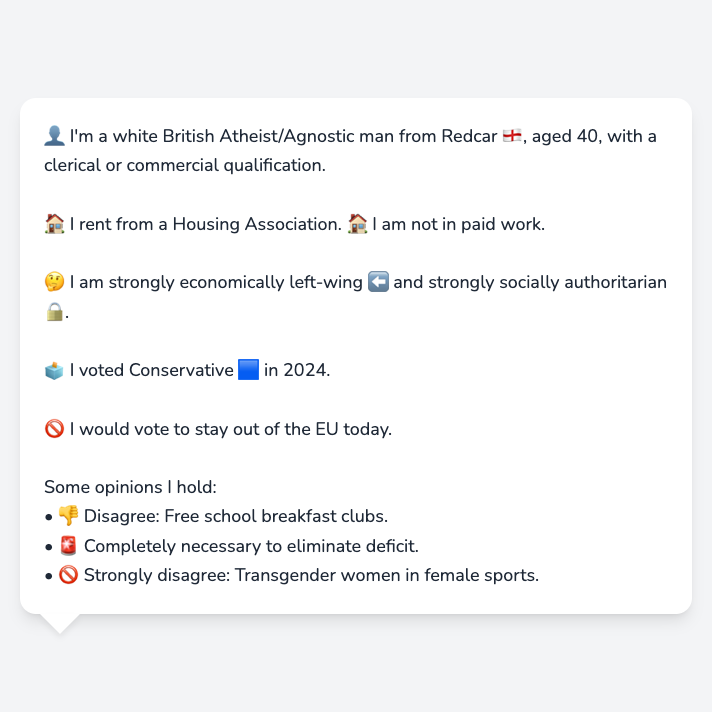 👤 I'm a white British Atheist/Agnostic man from Redcar 🏴󠁧󠁢󠁥󠁮󠁧󠁿, aged 40, with a
clerical or commercial qualification.
🏠 I rent from a Housing Association. 🏠 I am not in paid work.
🤔 I am strongly economically left-wing ⬅️ and strongly socially authoritarian
🔒.
🗳️ I voted Conservative 🟦 in 2024.
🚫 I would vote to stay out of the EU today.
Some opinions I hold:
• 👎 Disagree: Free school breakfast clubs.
• 🚨 Completely necessary to eliminate deficit.
• 🚫 Strongly disagree: Transgender women in female sports.